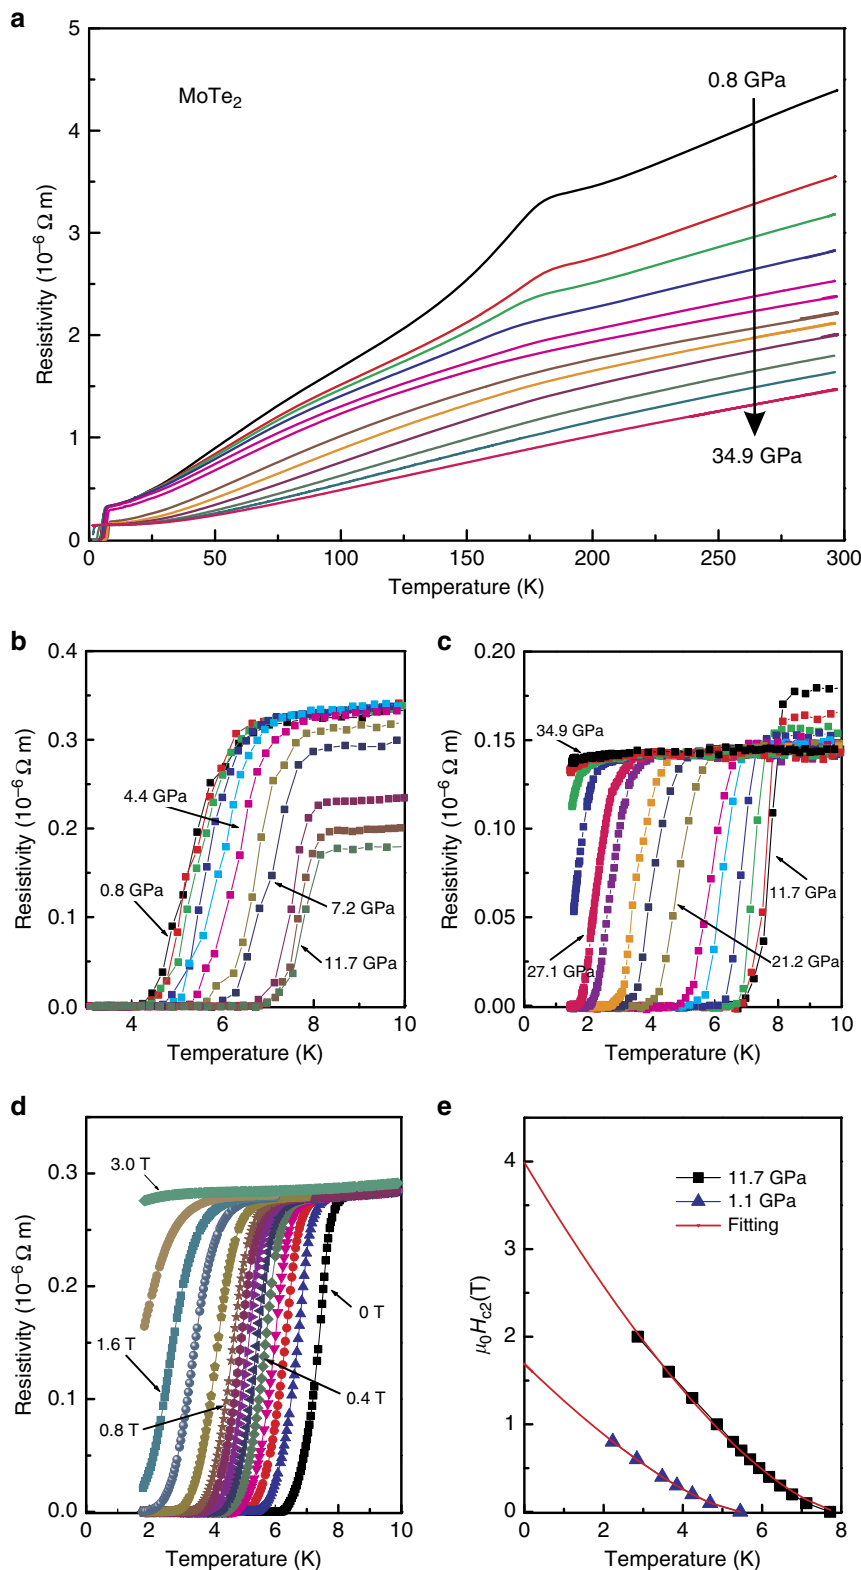 a
5
4
3
2
1
0
Resistivity (10⁻⁶ Ω m)
MoTe₂
0.8 GPa
34.9 GPa
0 50 100 150 200 250 300
Temperature (K)
b
0.4
0.3
0.2
0.1
0.0
Resistivity (10⁻⁶ Ω m)
4.4 GPa
0.8 GPa
7.2 GPa
11.7 GPa
4 6 8 10
Temperature (K)
c
0.20
0.15
0.10
0.05
0.00
Resistivity (10⁻⁶ Ω m)
34.9 GPa
11.7 GPa
27.1 GPa
21.2 GPa
2 4 6 8 10
Temperature (K)
d
0.3
0.2
0.1
0.0
Resistivity (10⁻⁶ Ω m)
3.0 T
0 T
1.6 T
0.4 T
0.8 T
0 2 4 6 8 10
Temperature (K)
e
4
3
2
1
0
μ₀Hc2(T)
11.7 GPa
1.1 GPa
Fitting
0 2 4 6 8
Temperature (K)